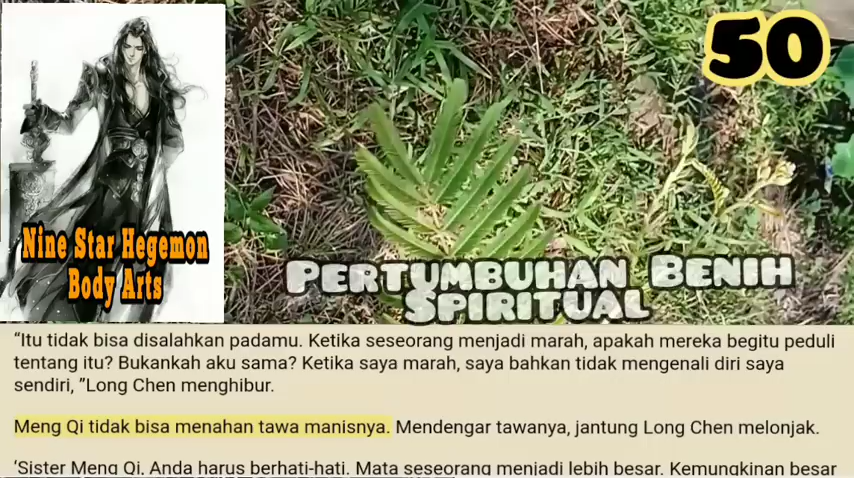 50
Nine Star Hegemon
Body Arts
PERTUMBUHAN BENIH
SPIRITUAL
“Itu tidak bisa disalahkan padamu. Ketika seseorang menjadi marah, apakah mereka begitu peduli
tentang itu? Bukankah aku sama? Ketika saya marah, saya bahkan tidak mengenali diri saya
sendiri, ”Long Chen menghibur.
Meng Qi tidak bisa menahan tawa manisnya. Mendengar tawanya, jantung Long Chen melonjak.
‘Sister Meng Qi. Anda harus berhati-hati. Mata seseorang menjadi lebih besar. Kemungkinan besar